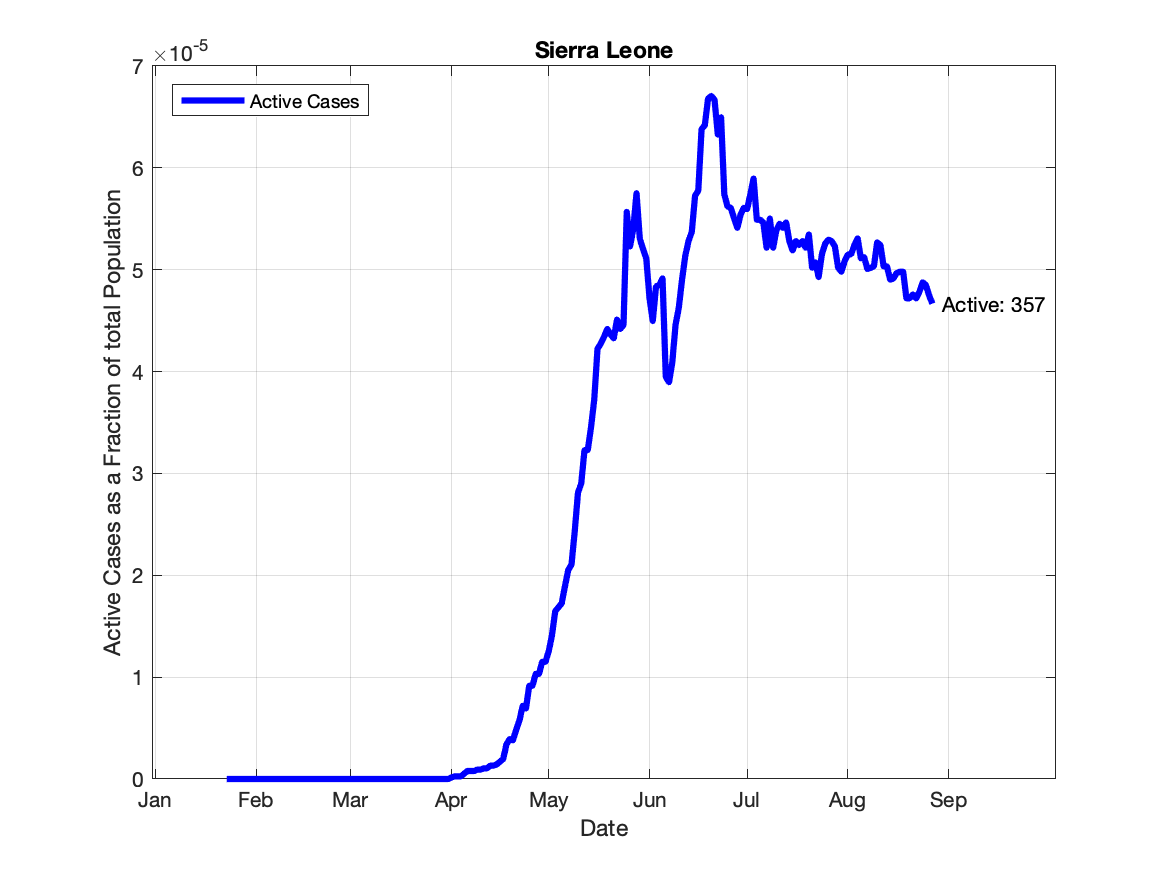 Sierra Leone
×10^-5
Active Cases
7
6
5
4
3
2
1
0
Active Cases as a Fraction of total Population
Active: 357
Jan Feb Mar Apr May Jun Jul Aug Sep
Date